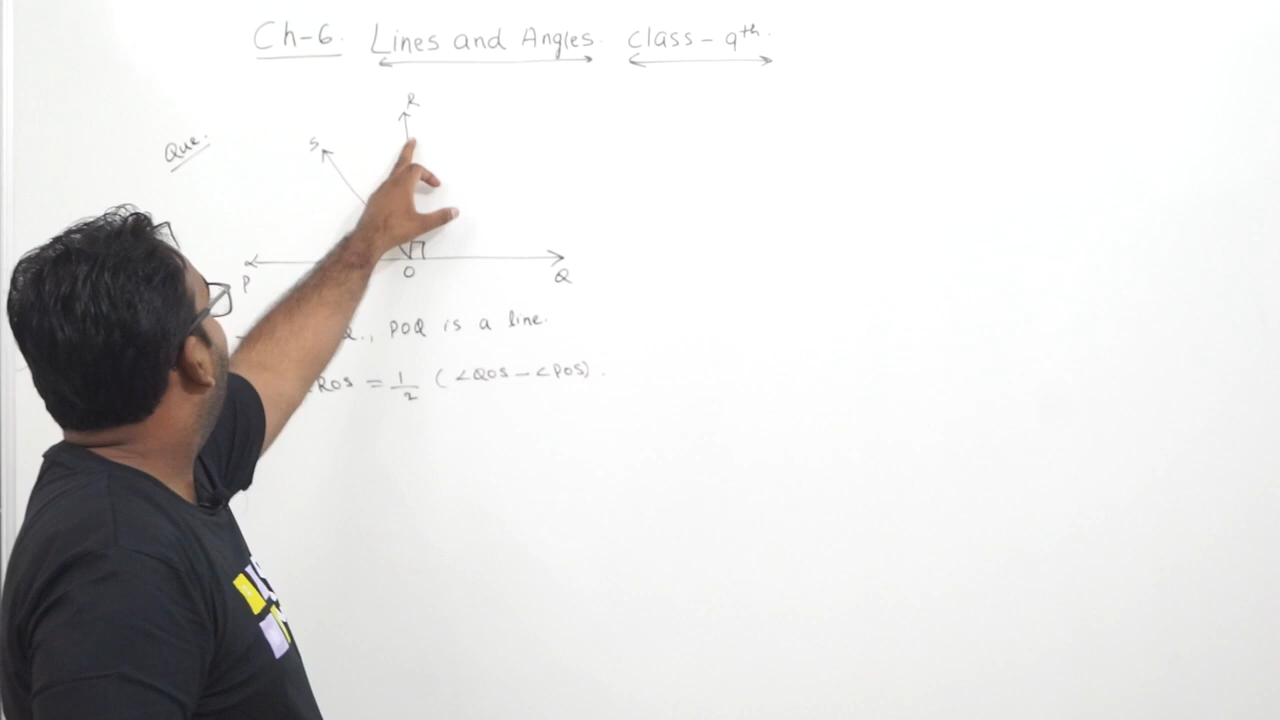 Ch-6. Lines and Angles. Class - 9th.
Que.
R
S
P O Q
Q., POQ is a line.
ROS = 1/2 (∠QOS - ∠POS).